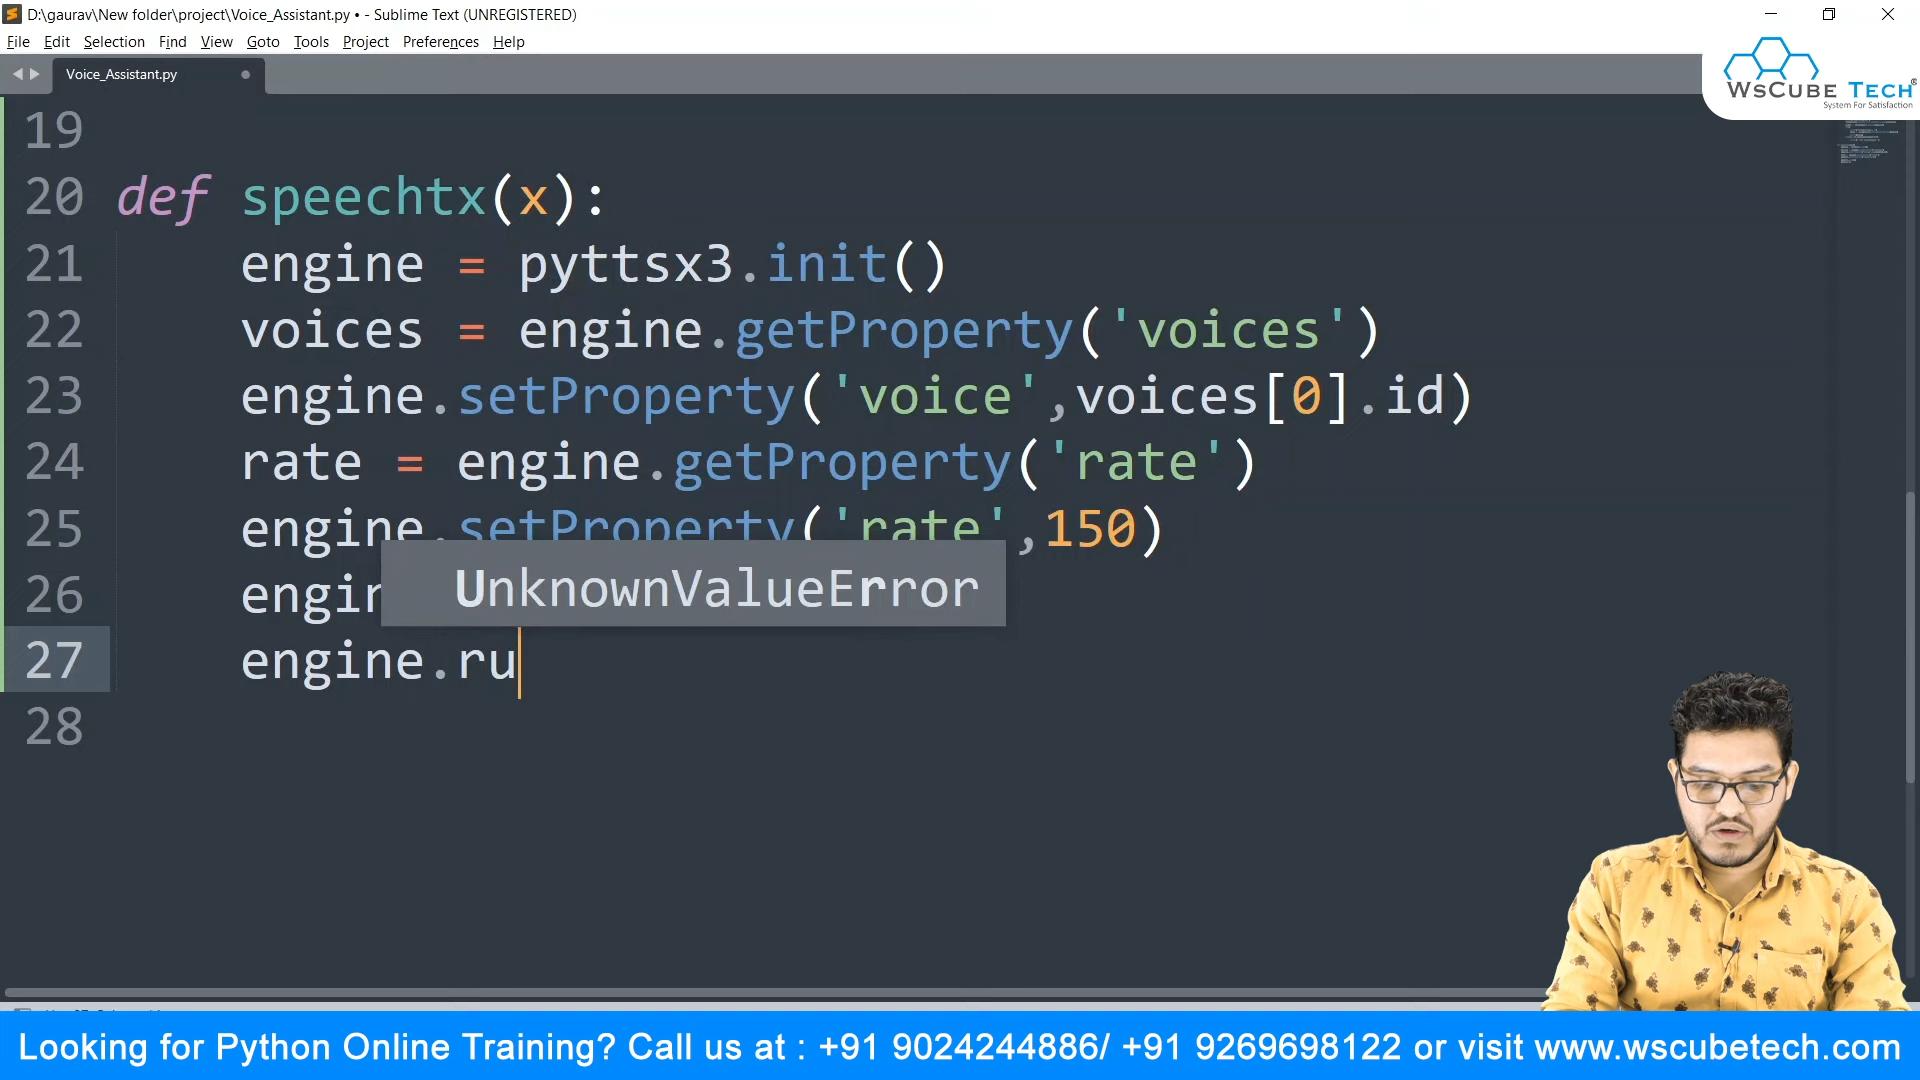 D:\gaurav\New folder\project\Voice_Assistant.py • - Sublime Text (UNREGISTERED)
File Edit Selection Find View Goto Tools Project Preferences Help
Voice_Assistant.py
WsCube Tech®
System For Satisfaction
19
20 def speechtx(x):
21 engine = pyttsx3.init()
22 voices = engine.getProperty('voices')
23 engine.setProperty('voice',voices[0].id)
24 rate = engine.getProperty('rate')
25 engine.setProperty('rate',150)
26
UnknownValueError
27 engine.ru
28
Looking for Python Online Training? Call us at : +91 9024244886/ +91 9269698122 or visit www.wscubetech.com